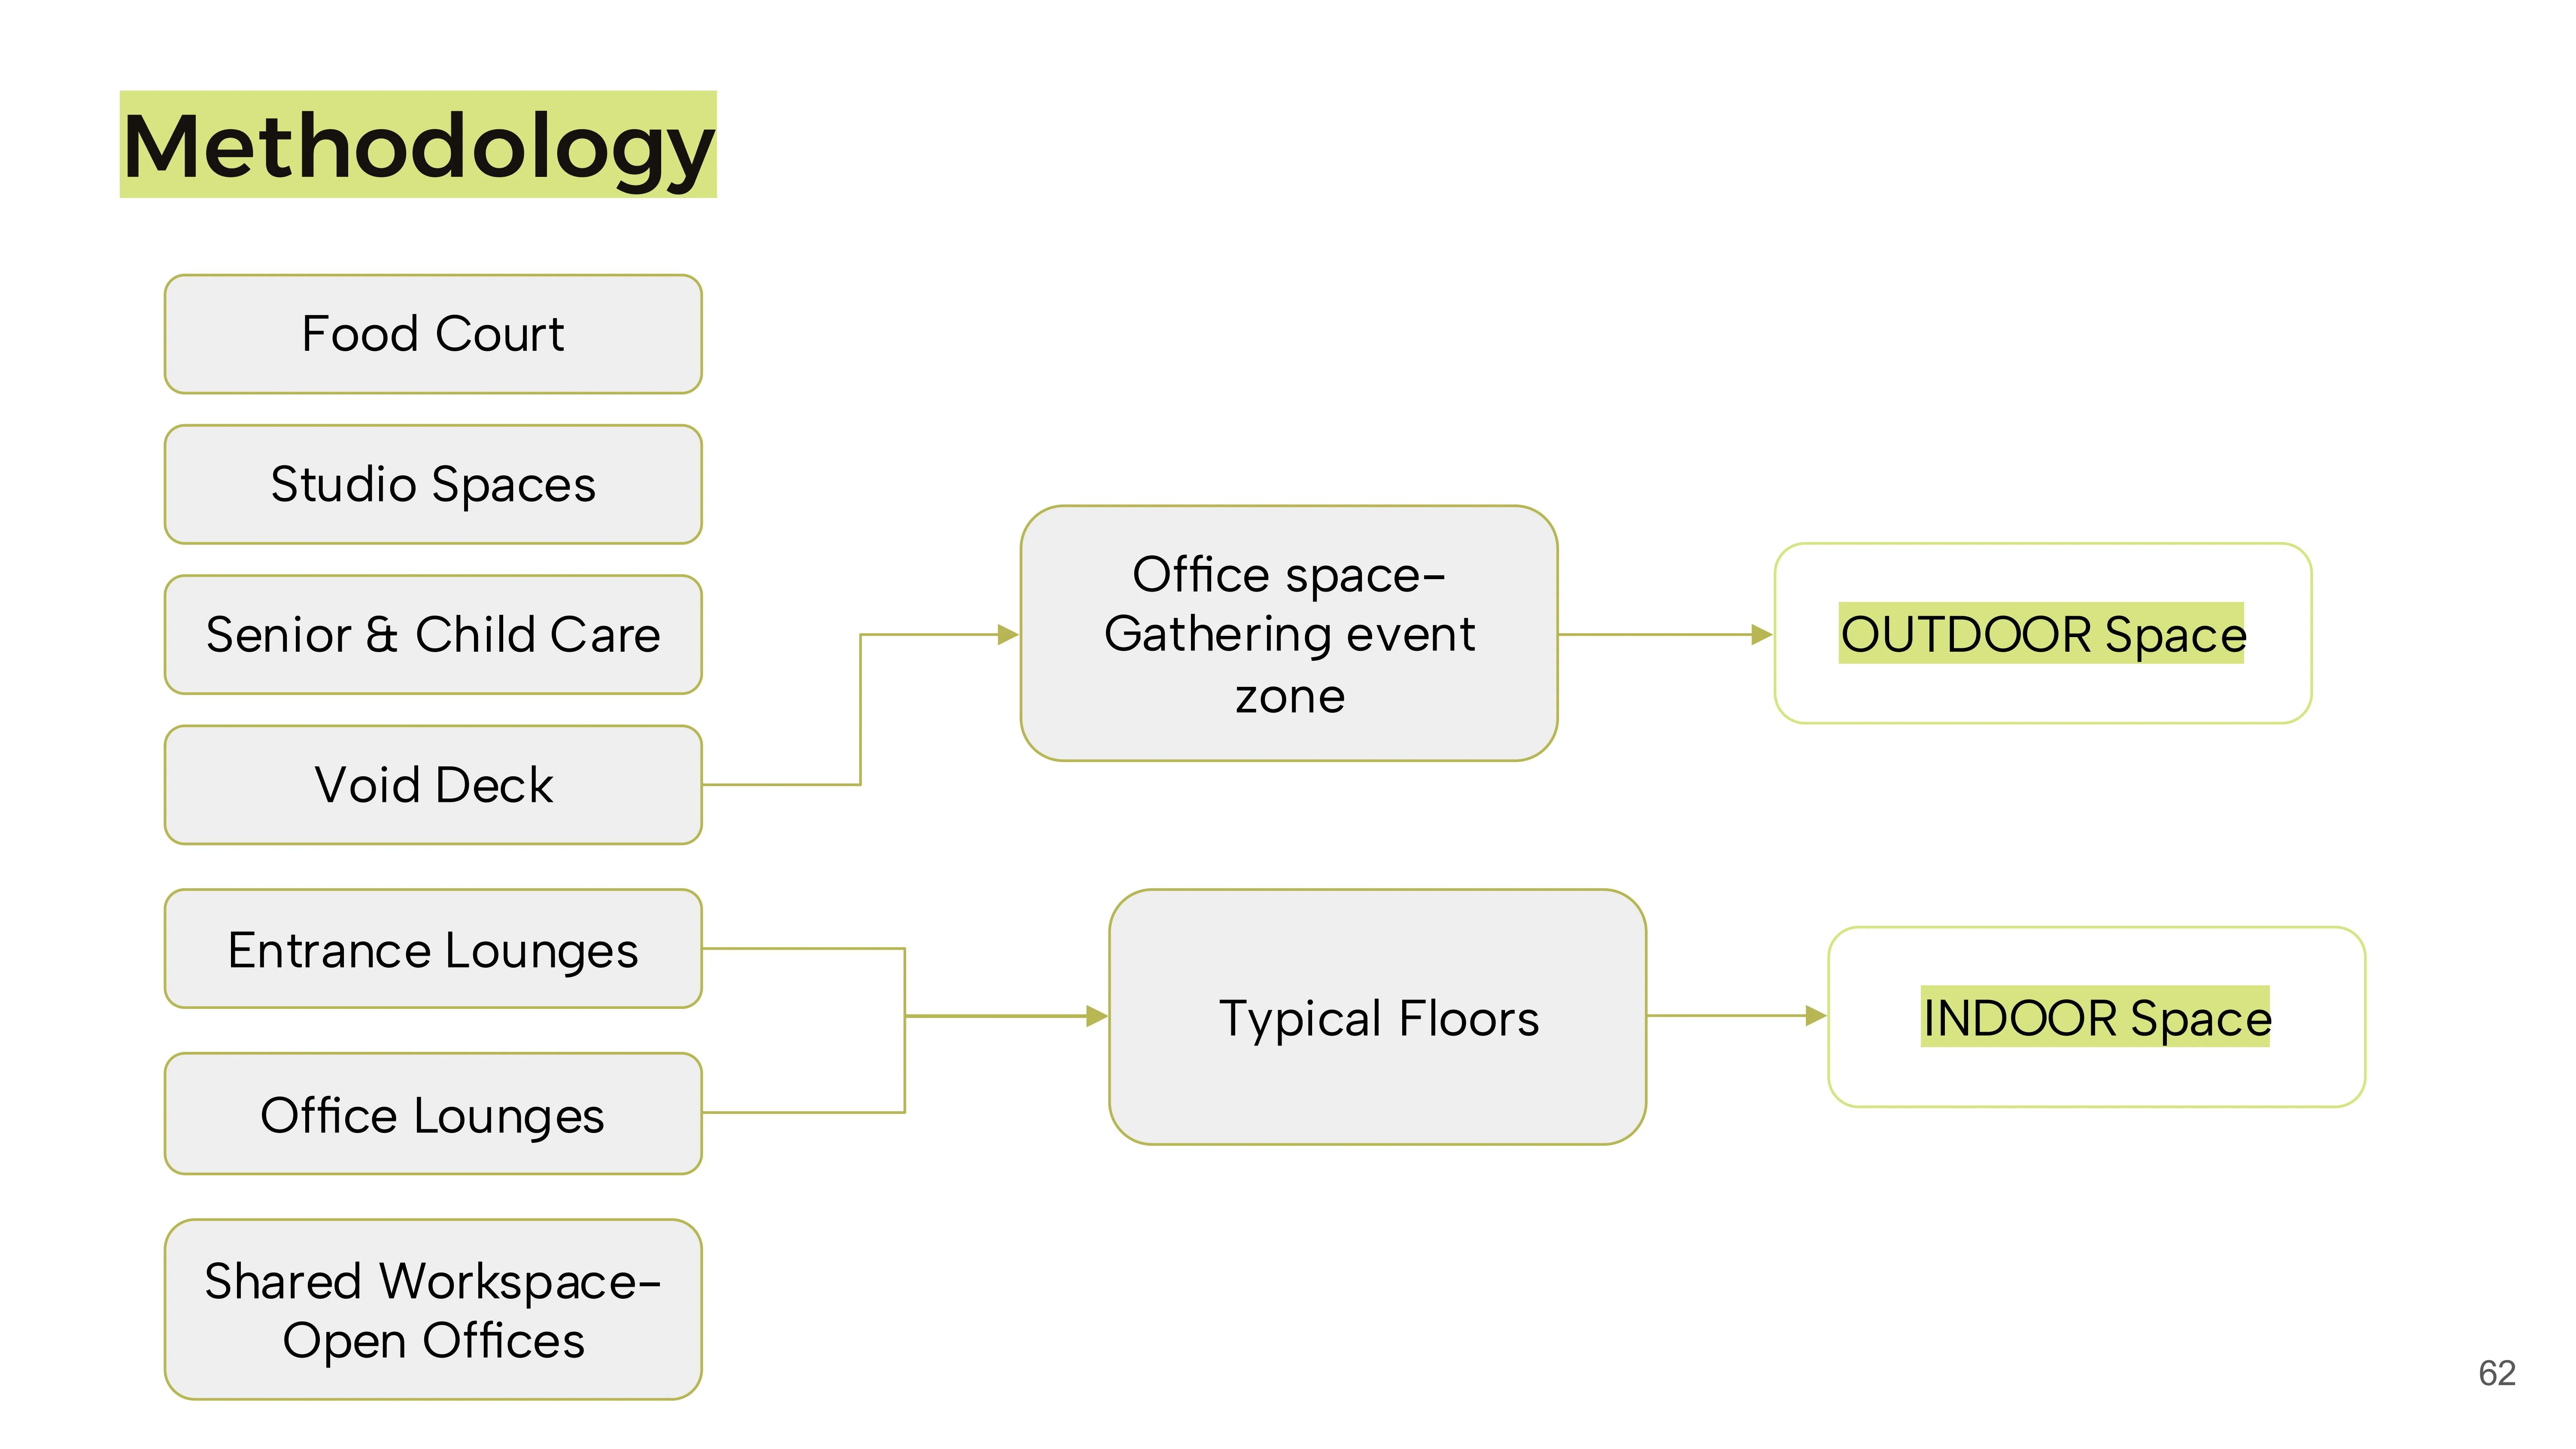 Methodology
Food Court
Studio Spaces
Senior & Child Care
Void Deck
Entrance Lounges
Office Lounges
Shared Workspace-
Open Offices
Office space-
Gathering event
zone
Typical Floors
OUTDOOR Space
INDOOR Space
62